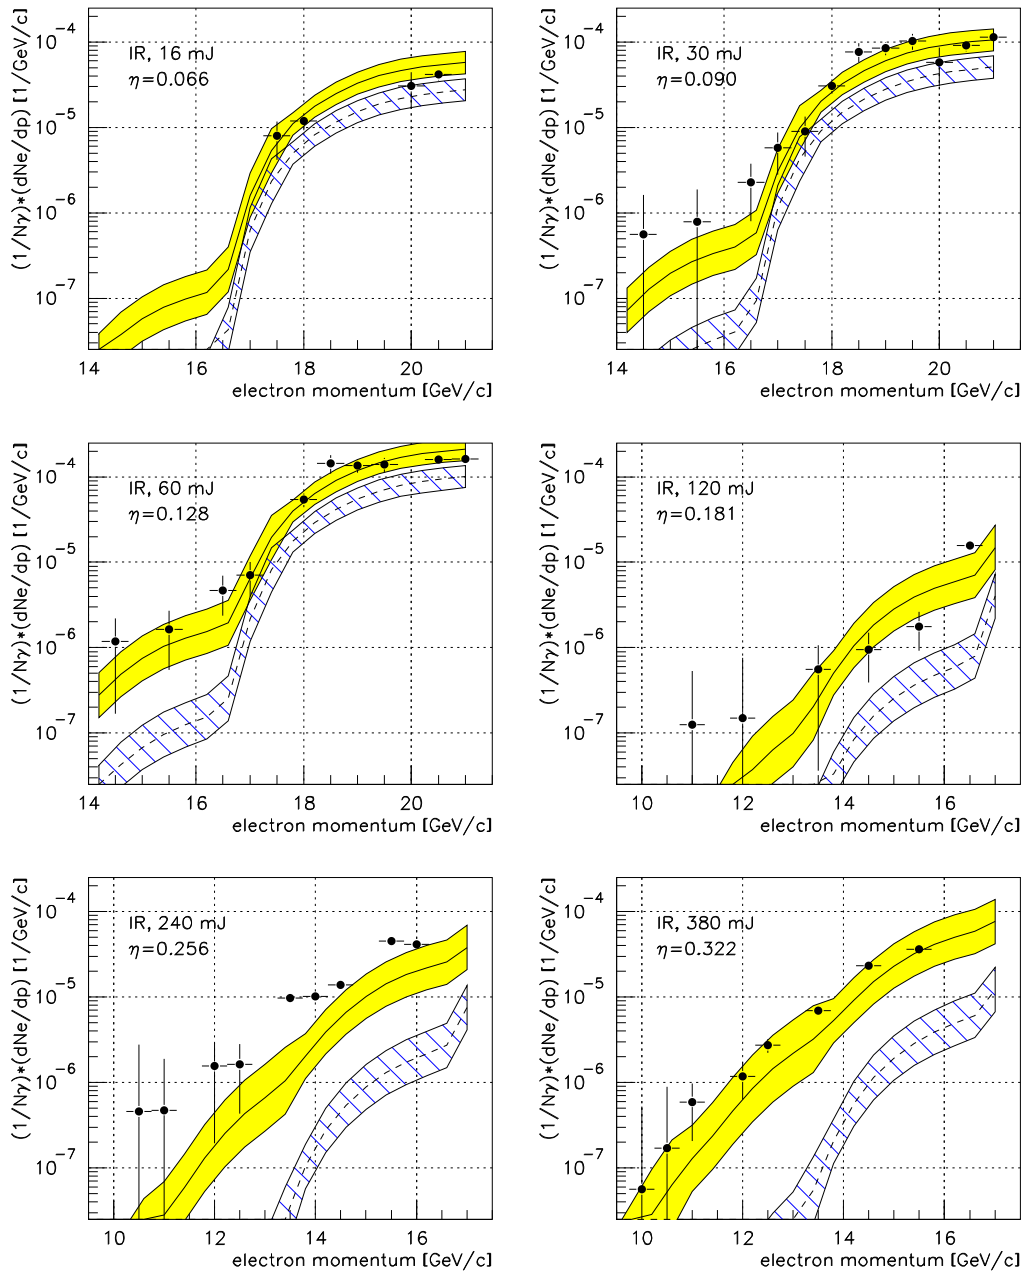 (1/Nγ)*(dNe/dp) [1/GeV/c]
IR, 16 mJ
η=0.066
10^-4
10^-5
10^-6
10^-7
14 16 18 20
electron momentum [GeV/c]
(1/Nγ)*(dNe/dp) [1/GeV/c]
IR, 30 mJ
η=0.090
10^-4
10^-5
10^-6
10^-7
14 16 18 20
electron momentum [GeV/c]
(1/Nγ)*(dNe/dp) [1/GeV/c]
IR, 60 mJ
η=0.128
10^-4
10^-5
10^-6
10^-7
14 16 18 20
electron momentum [GeV/c]
(1/Nγ)*(dNe/dp) [1/GeV/c]
IR, 120 mJ
η=0.181
10^-4
10^-5
10^-6
10^-7
10 12 14 16
electron momentum [GeV/c]
(1/Nγ)*(dNe/dp) [1/GeV/c]
IR, 240 mJ
η=0.256
10^-4
10^-5
10^-6
10^-7
10 12 14 16
electron momentum [GeV/c]
(1/Nγ)*(dNe/dp) [1/GeV/c]
IR, 380 mJ
η=0.322
10^-4
10^-5
10^-6
10^-7
10 12 14 16
electron momentum [GeV/c]